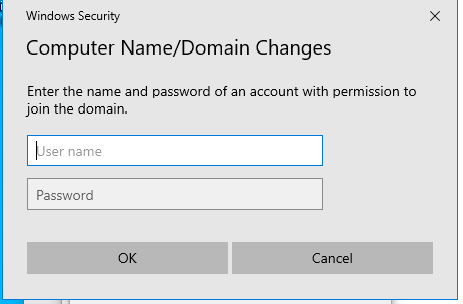 Windows Security
Computer Name/Domain Changes
Enter the name and password of an account with permission to
join the domain.
User name
Password
OK
Cancel